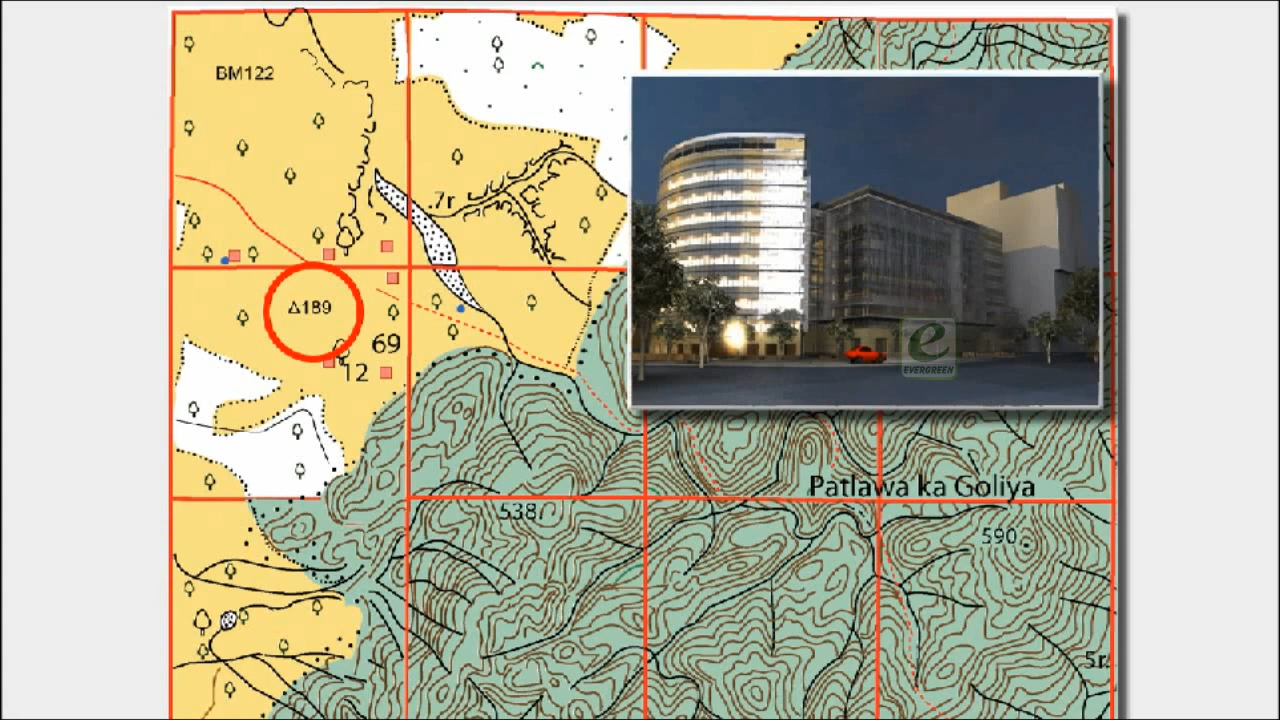 BM122
.7r
Δ189
69
12
e
EVERGREEN
Patlawa ka Goliya
538.
590.
5r